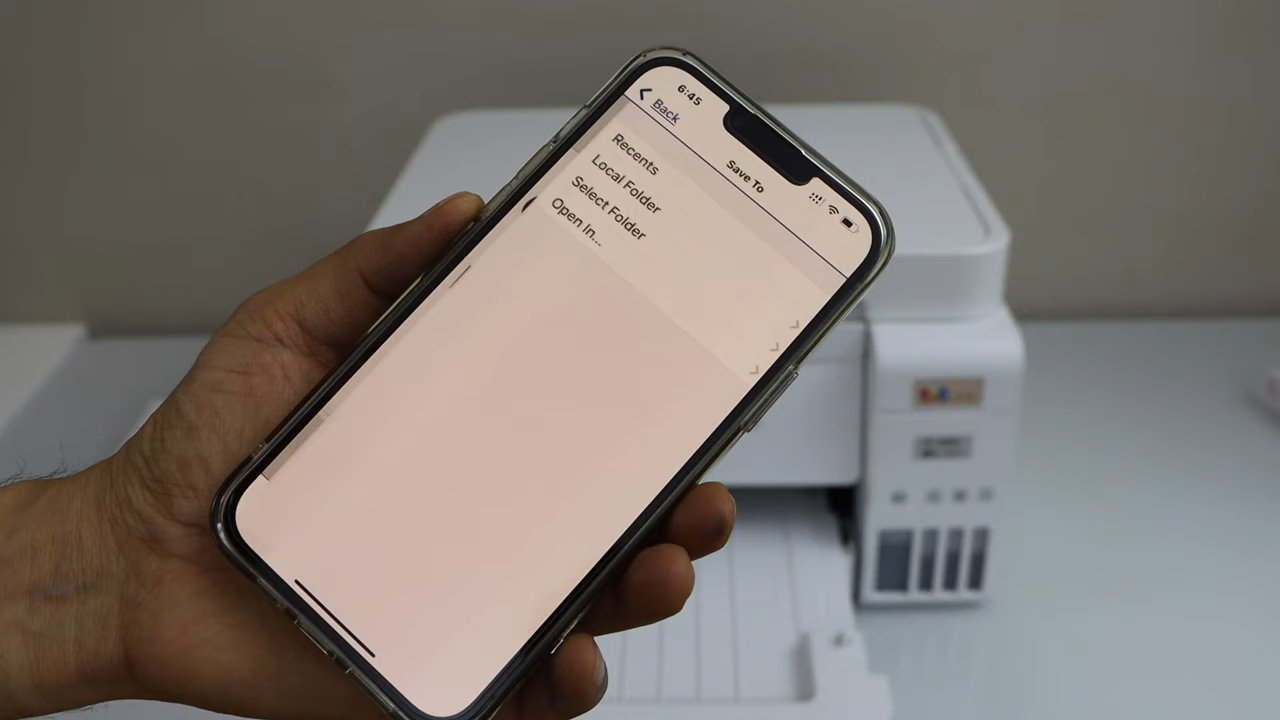 6:45
Back
Save To
Recents
Local Folder
Select Folder
Open In...